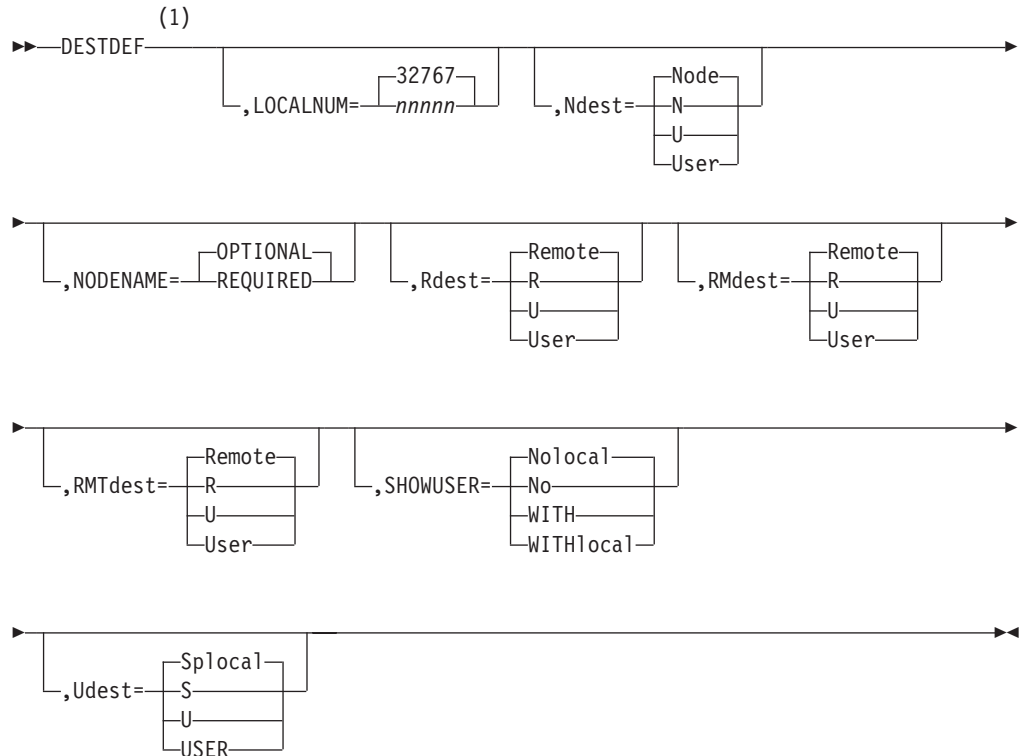 (1)
DESTDEF
32767
,LOCALNUM= nnnnn
Node
,Ndest= N
U
User
OPTIONAL
,NODENAME= REQUIRED
Remote
,Rdest= R
U
User
Remote
,RMdest= R
U
User
Remote
,RMTdest= R
U
User
Nolocal
,SHOWUSER= No
WITH
WITHlocal
Splocal
,Udest= S
U
USER